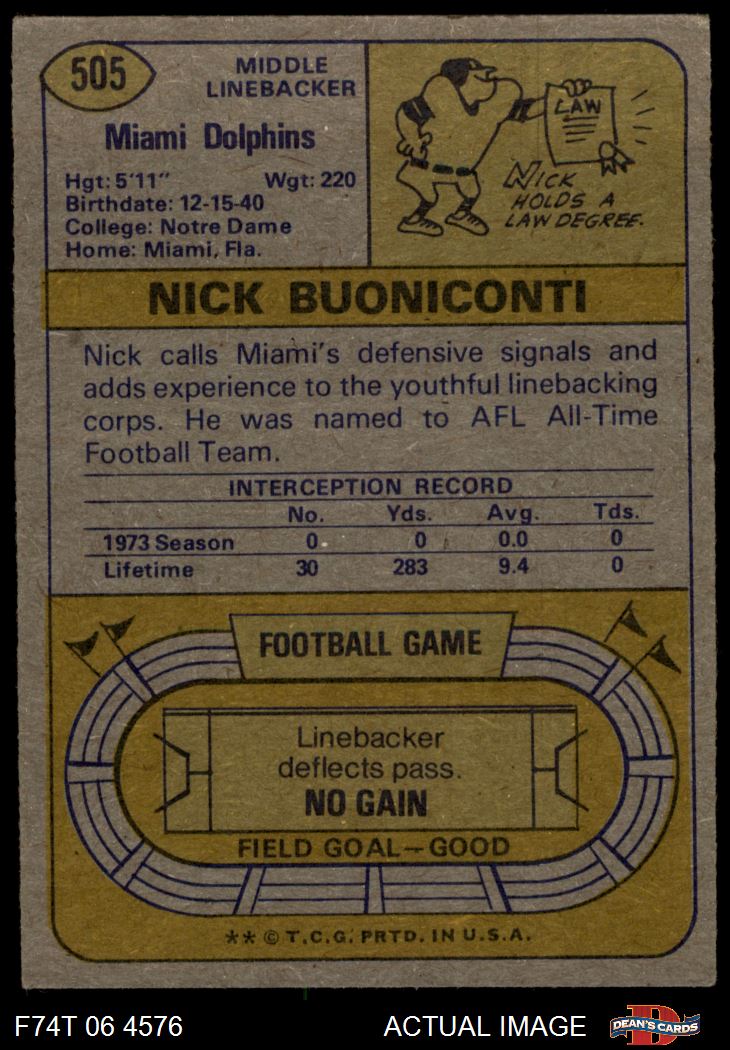 505
MIDDLE
LINEBACKER
Miami Dolphins
Hgt: 5'11" Wgt: 220
Birthdate: 12-15-40
College: Notre Dame
Home: Miami, Fla.
LAW
NICK
HOLDS A
LAW DEGREE.
NICK BUONICONTI
Nick calls Miami's defensive signals and
adds experience to the youthful linebacking
corps. He was named to AFL All-Time
Football Team.
INTERCEPTION RECORD
No. Yds. Avg. Tds.
1973 Season 0 0 0.0 0
Lifetime 30 283 9.4 0
FOOTBALL GAME
Linebacker
deflects pass.
NO GAIN
FIELD GOAL—GOOD
** © T.C.G. PRTD. IN U.S.A.
F74T 06 4576 ACTUAL IMAGE
D
DEAN'S CARDS